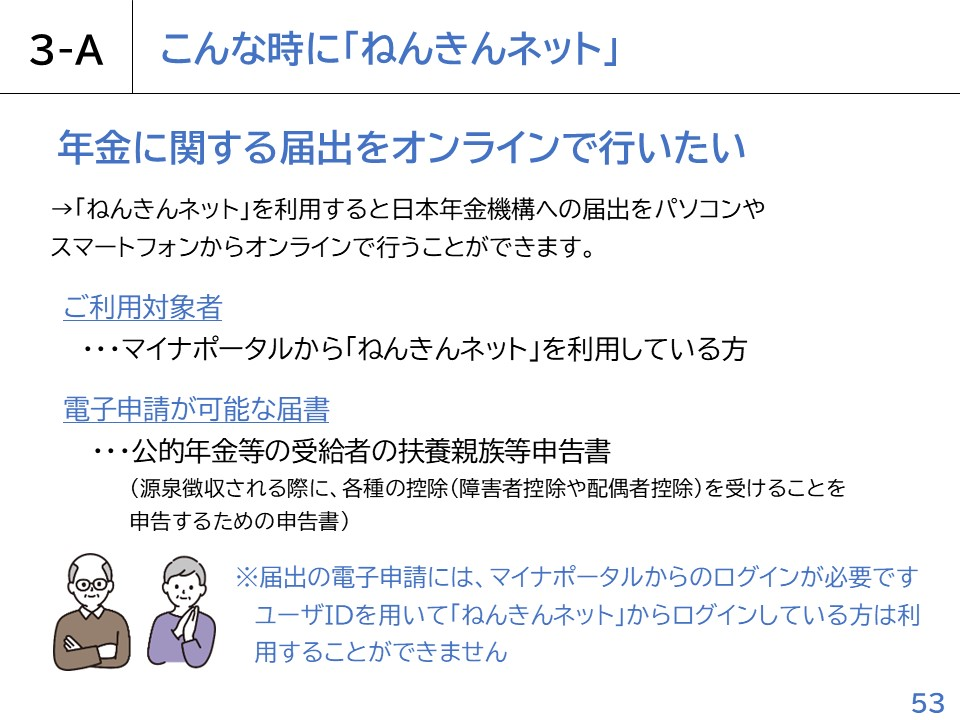 3-A
こんな時に「ねんきんネット」
年金に関する届出をオンラインで行いたい
→「ねんきんネット」を利用すると日本年金機構への届出をパソコンや
スマートフォンからオンラインで行うことができます。
ご利用対象者
・・・マイナポータルから「ねんきんネット」を利用している方
電子申請が可能な届書
・・・公的年金等の受給者の扶養親族等申告書
（源泉徴収される際に、各種の控除（障害者控除や配偶者控除）を受けることを
申告するための申告書）
※届出の電子申請には、マイナポータルからのログインが必要です
ユーザIDを用いて「ねんきんネット」からログインしている方は利
用することができません
53